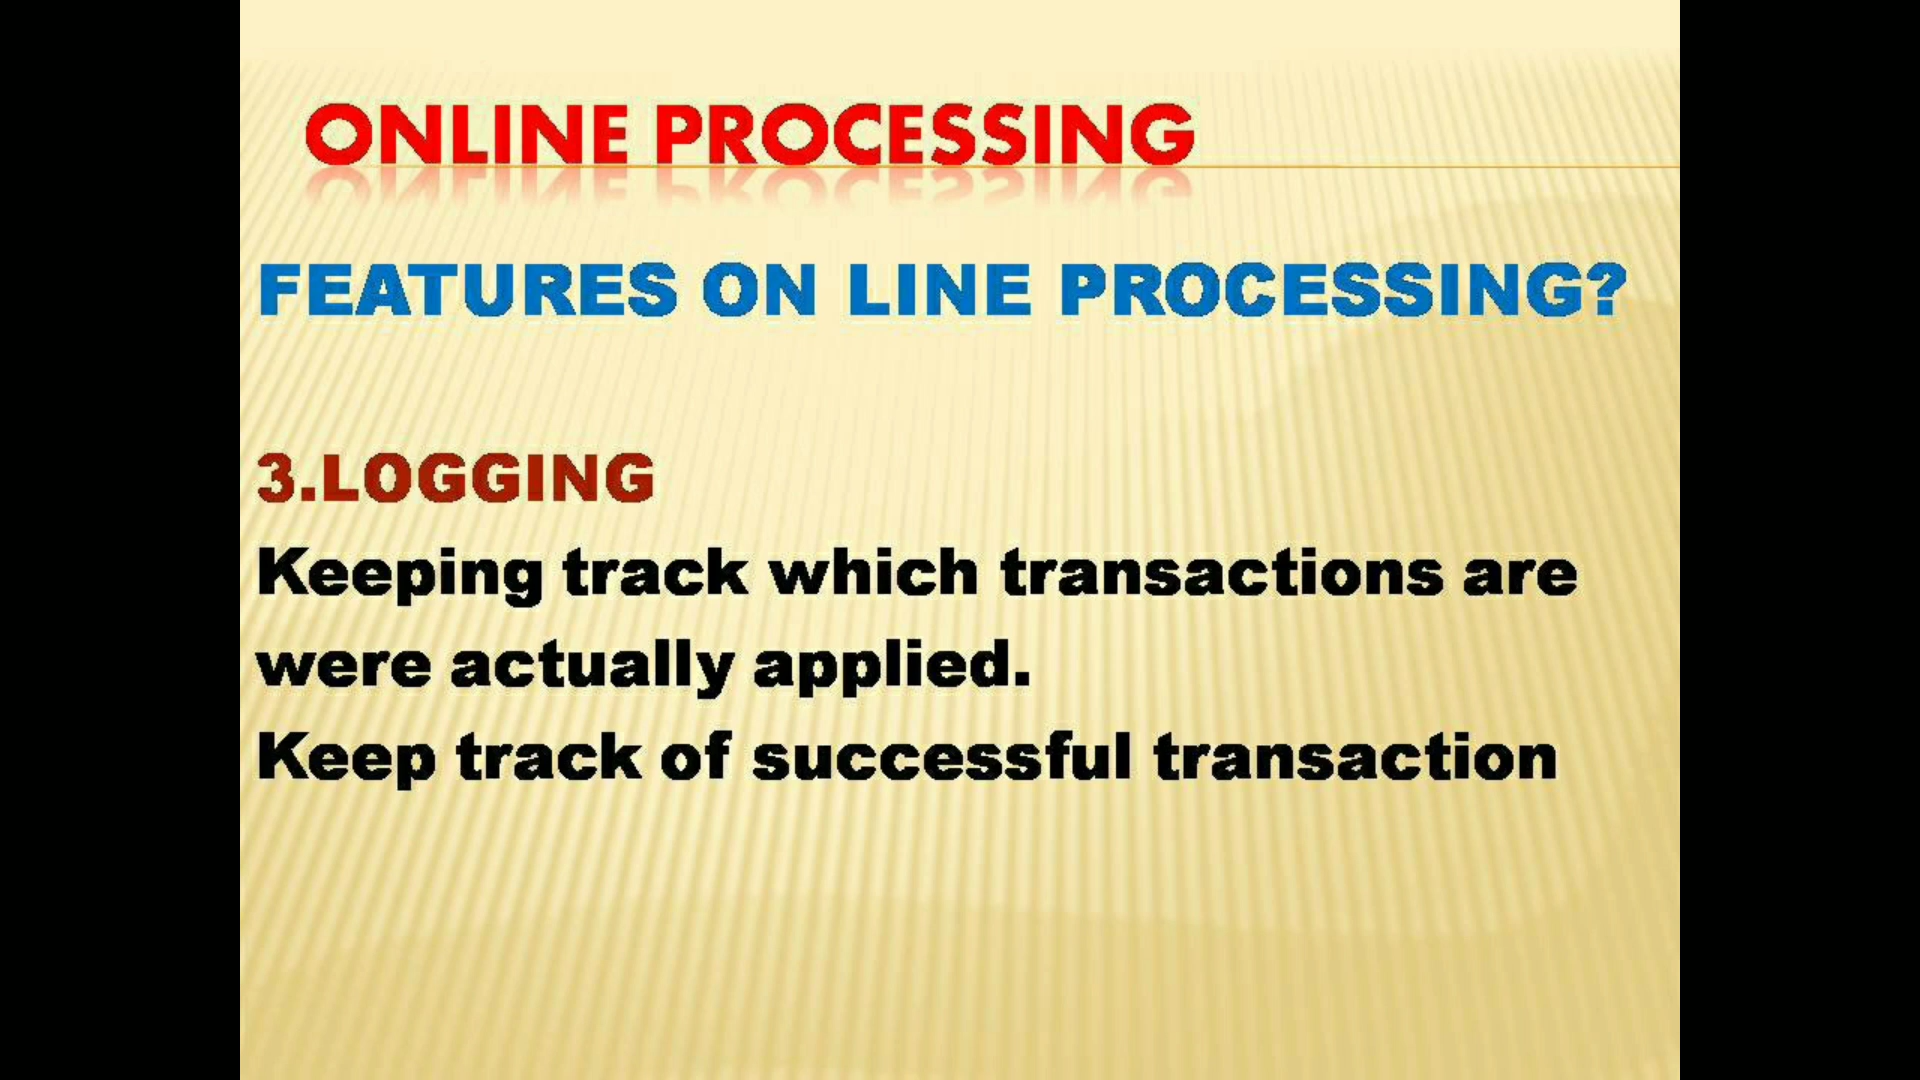 ONLINE PROCESSING
FEATURES ON LINE PROCESSING?
3.LOGGING
Keeping track which transactions are
were actually applied.
Keep track of successful transaction